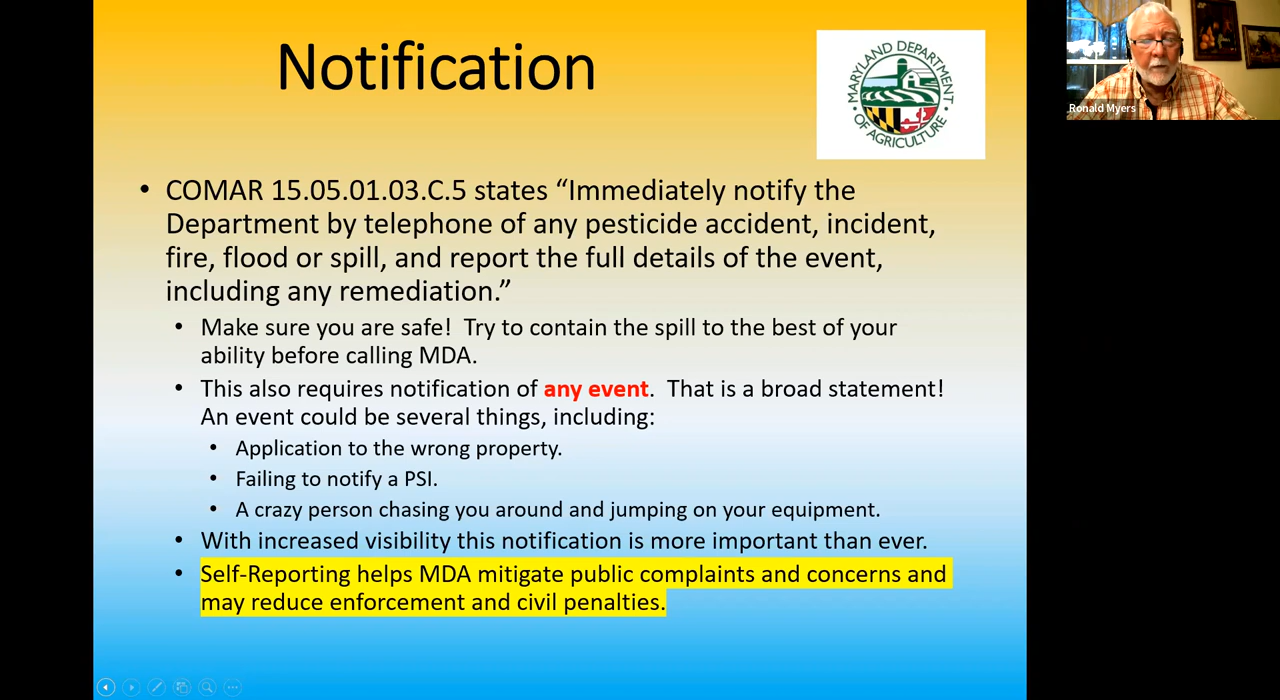 Notification
MARYLAND DEPARTMENT
OF AGRICULTURE
Ronald Myers
• COMAR 15.05.01.03.C.5 states “Immediately notify the
Department by telephone of any pesticide accident, incident,
fire, flood or spill, and report the full details of the event,
including any remediation.”
• Make sure you are safe!  Try to contain the spill to the best of your
ability before calling MDA.
• This also requires notification of any event.  That is a broad statement!
An event could be several things, including:
• Application to the wrong property.
• Failing to notify a PSI.
• A crazy person chasing you around and jumping on your equipment.
• With increased visibility this notification is more important than ever.
• Self-Reporting helps MDA mitigate public complaints and concerns and
may reduce enforcement and civil penalties.